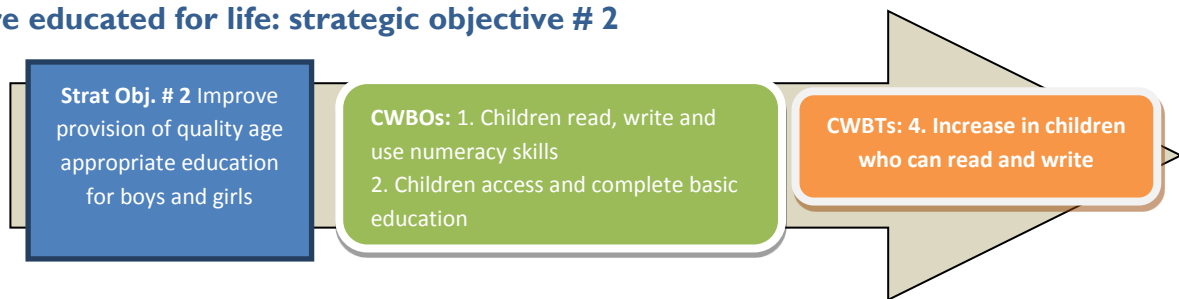 re educated for life: strategic objective # 2
Strat Obj. # 2 Improve
provision of quality age
appropriate education
for boys and girls
CWBOs: 1. Children read, write and
use numeracy skills
2. Children access and complete basic
education
CWBTs: 4. Increase in children
who can read and write